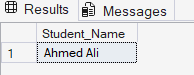 Results Messages
Student_Name
1 Ahmed Ali